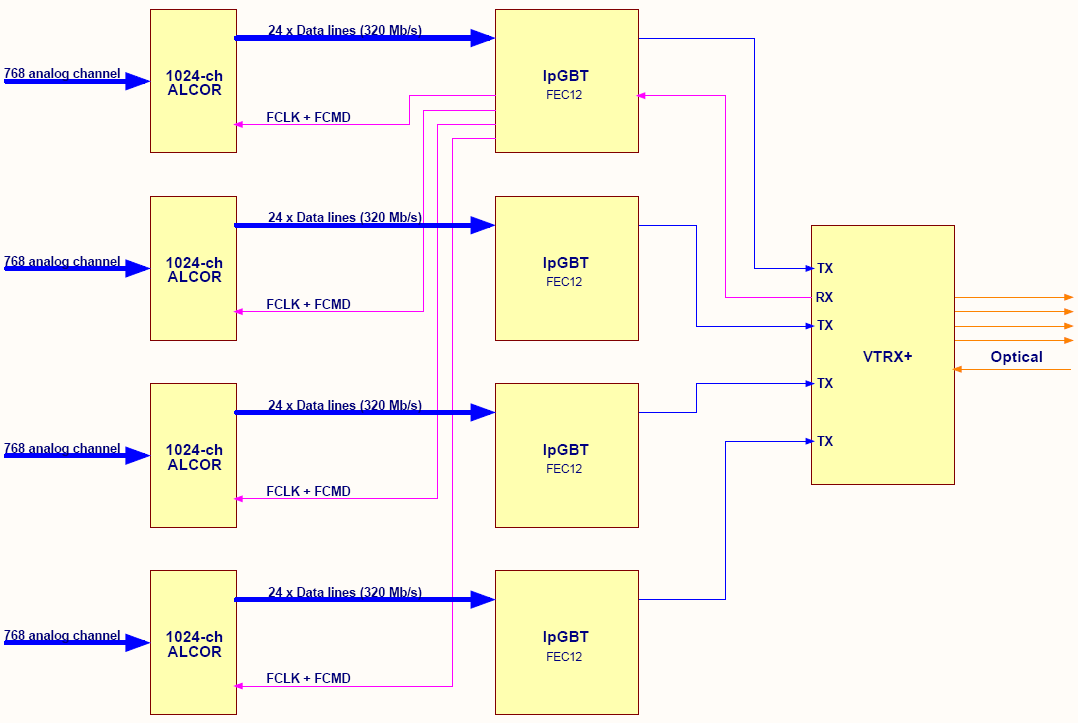 24 x Data lines (320 Mb/s)
768 analog channel
1024-ch
ALCOR
lpGBT
FEC12
FCLK + FCMD
24 x Data lines (320 Mb/s)
768 analog channel
1024-ch
ALCOR
lpGBT
FEC12
FCLK + FCMD
TX
RX
TX
VTRX+
Optical
TX
TX
24 x Data lines (320 Mb/s)
768 analog channel
1024-ch
ALCOR
lpGBT
FEC12
FCLK + FCMD
24 x Data lines (320 Mb/s)
768 analog channel
1024-ch
ALCOR
lpGBT
FEC12
FCLK + FCMD